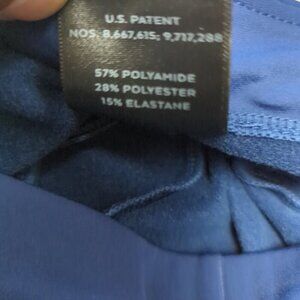 U.S. PATENT
NOS. 8,667,615; 9,717,288
57% POLYAMIDE
28% POLYESTER
15% ELASTANE